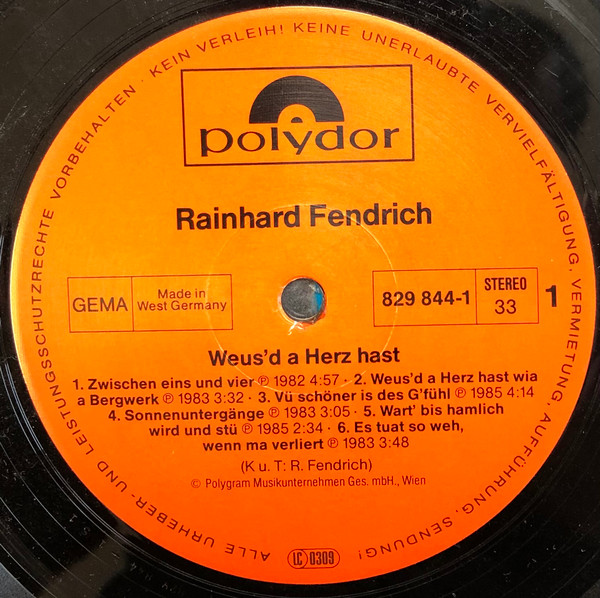 ALLE URHEBER- UND LEISTUNGSSCHUTZRECHTE VORBEHALTEN · KEIN VERLEIH! KEINE UNERLAUBTE VERVIELFÄLTIGUNG, VERMIETUNG, AUFFÜHRUNG, SENDUNG!
polydor
Rainhard Fendrich
GEMA
Made in
West Germany
829 844-1
STEREO
33
1
Weus'd a Herz hast
1. Zwischen eins und vier ℗ 1982 4:57 · 2. Weus'd a Herz hast wia
a Bergwerk ℗ 1983 3:32 · 3. Vü schöner is des G'fühl ℗ 1985 4:14
4. Sonnenuntergänge ℗ 1983 3:05 · 5. Wart' bis hamlich
wird und stü ℗ 1985 2:34 · 6. Es tuat so weh,
wenn ma verliert ℗ 1983 3:48
(K u. T: R. Fendrich)
© Polygram Musikunternehmen Ges. mbH., Wien
LC 0309